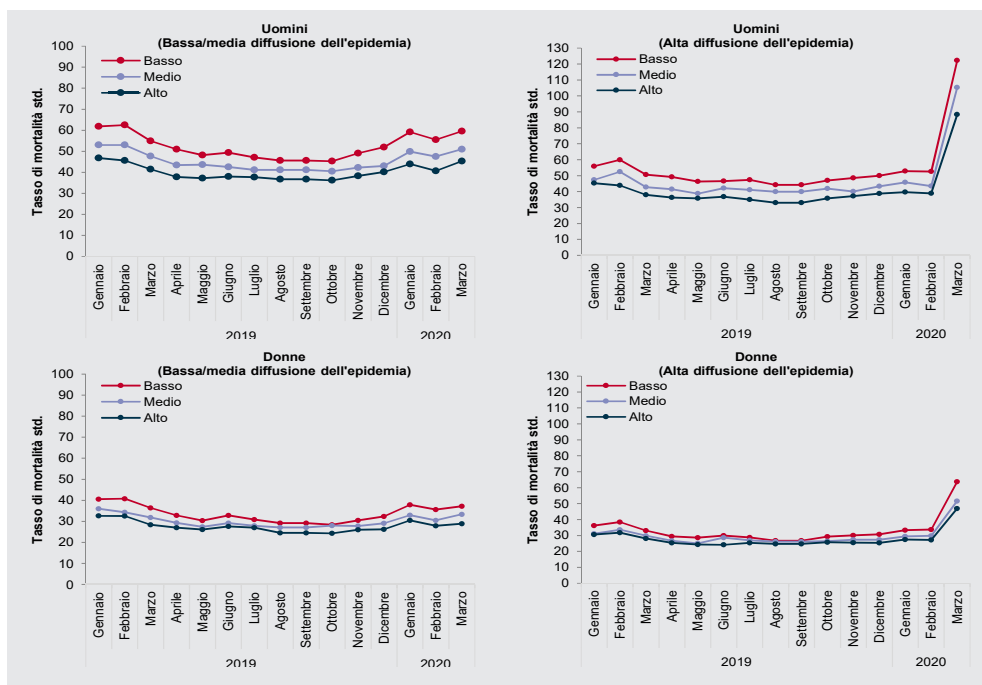 Uomini
(Bassa/media diffusione dell'epidemia)
100
90
80
70
60
50
40
30
20
10
0
Tasso di mortalità std.
Basso
Medio
Alto
Gennaio
Febbraio
Marzo
Aprile
Maggio
Giugno
Luglio
Agosto
Settembre
Ottobre
Novembre
Dicembre
Gennaio
Febbraio
Marzo
2019
2020
Uomini
(Alta diffusione dell'epidemia)
130
120
110
100
90
80
70
60
50
40
30
20
10
0
Tasso di mortalità std.
Basso
Medio
Alto
Gennaio
Febbraio
Marzo
Aprile
Maggio
Giugno
Luglio
Agosto
Settembre
Ottobre
Novembre
Dicembre
Gennaio
Febbraio
Marzo
2019
2020
Donne
(Bassa/media diffusione dell'epidemia)
100
90
80
70
60
50
40
30
20
10
0
Tasso di mortalità std.
Basso
Medio
Alto
Gennaio
Febbraio
Marzo
Aprile
Maggio
Giugno
Luglio
Agosto
Settembre
Ottobre
Novembre
Dicembre
Gennaio
Febbraio
Marzo
2019
2020
Donne
(Alta diffusione dell'epidemia)
130
120
110
100
90
80
70
60
50
40
30
20
10
0
Tasso di mortalità std.
Basso
Medio
Alto
Gennaio
Febbraio
Marzo
Aprile
Maggio
Giugno
Luglio
Agosto
Settembre
Ottobre
Novembre
Dicembre
Gennaio
Febbraio
Marzo
2019
2020